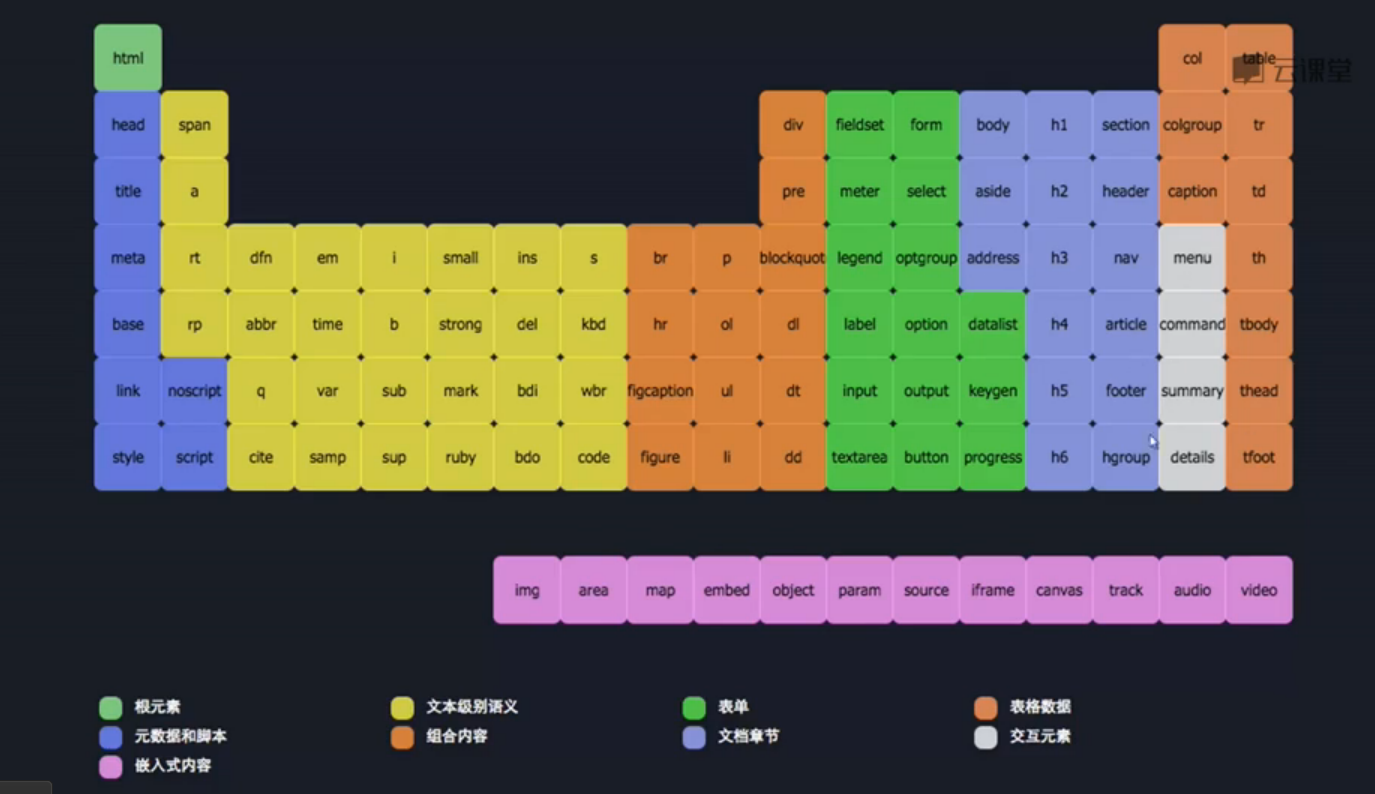 html col table
云课堂
head span div fieldset form body h1 section colgroup tr
title a pre meter select aside h2 header caption td
meta rt dfn em i small ins s br p blockquot legend optgroup address h3 nav menu th
base rp abbr time b strong del kbd hr ol dl label option datalist h4 article command tbody
link noscript q var sub mark bdi wbr figcaption ul dt input output keygen h5 footer summary thead
style script cite samp sup ruby bdo code figure li dd textarea button progress h6 hgroup details tfoot
img area map embed object param source iframe canvas track audio video
根元素 文本级别语义 表单 表格数据
元数据和脚本 组合内容 文档章节 交互元素
嵌入式内容